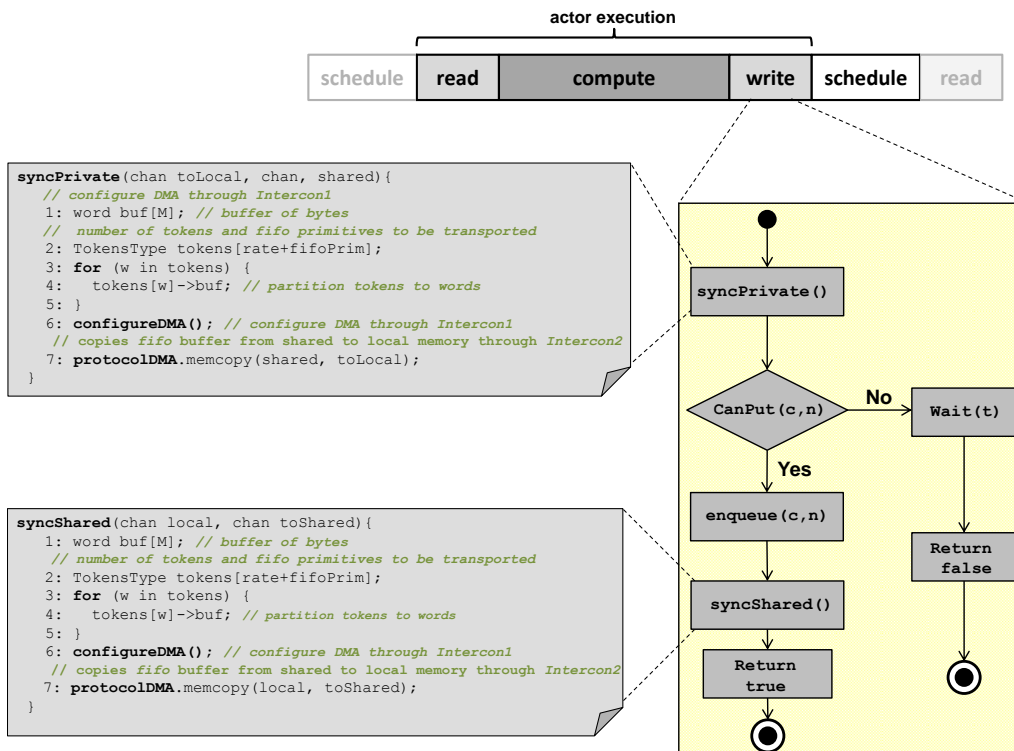 actor execution
schedule read compute write schedule read
syncPrivate(chan toLocal, chan, shared){
// configure DMA through Intercon1
1: word buf[M]; // buffer of bytes
// number of tokens and fifo primitives to be transported
2: TokensType tokens[rate+fifoPrim];
3: for (w in tokens) {
4: tokens[w]->buf; // partition tokens to words
5: }
6: configureDMA(); // configure DMA through Intercon1
// copies fifo buffer from shared to local memory through Intercon2
7: protocolDMA.memcopy(shared, toLocal);
}
syncPrivate()
CanPut(c,n)
No
Wait(t)
Yes
enqueue(c,n)
Return
false
syncShared()
Return
true
syncShared(chan local, chan toShared){
1: word buf[M]; // buffer of bytes
// number of tokens and fifo primitives to be transported
2: TokensType tokens[rate+fifoPrim];
3: for (w in tokens) {
4: tokens[w]->buf; // partition tokens to words
5: }
6: configureDMA(); // configure DMA through Intercon1
// copies fifo buffer from shared to local memory through Intercon2
7: protocolDMA.memcopy(local, toShared);
}